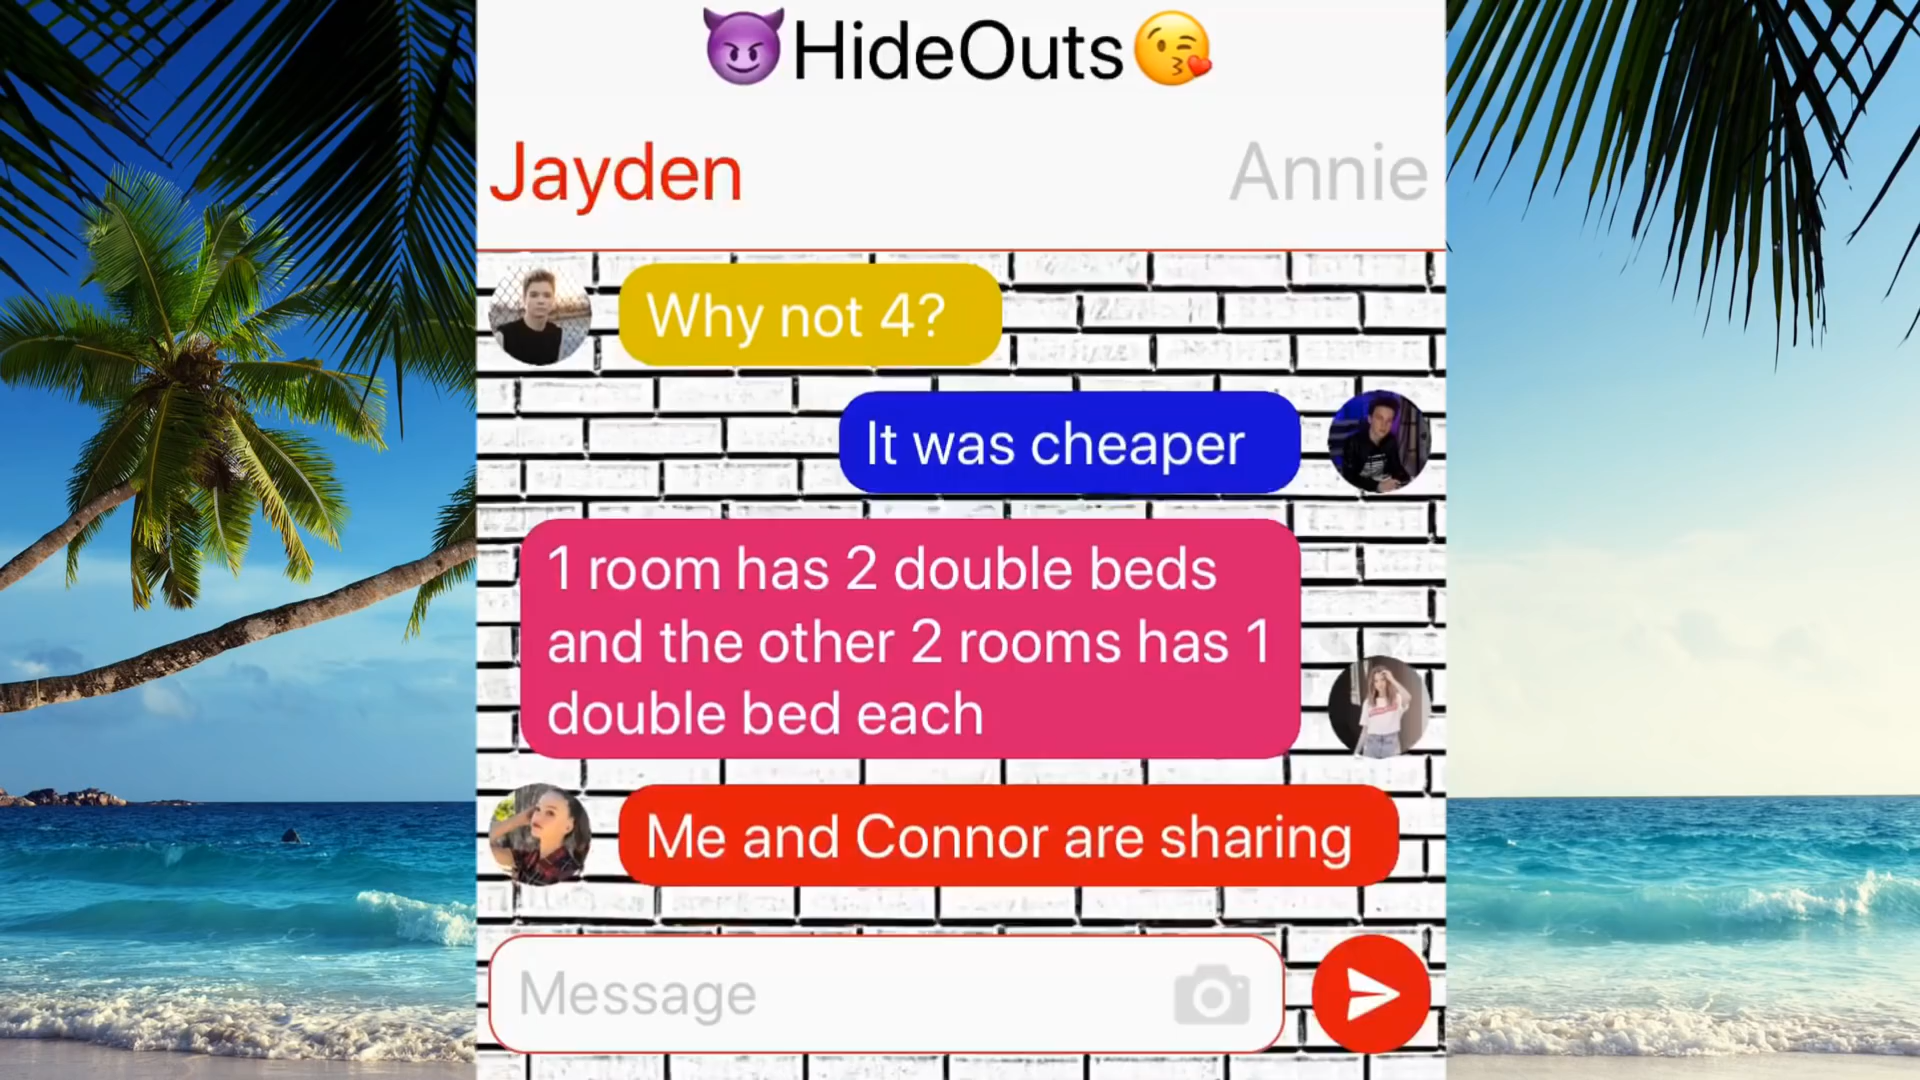 😈HideOuts😘
Jayden
Annie
Why not 4?
It was cheaper
1 room has 2 double beds
and the other 2 rooms has 1
double bed each
Me and Connor are sharing
Message